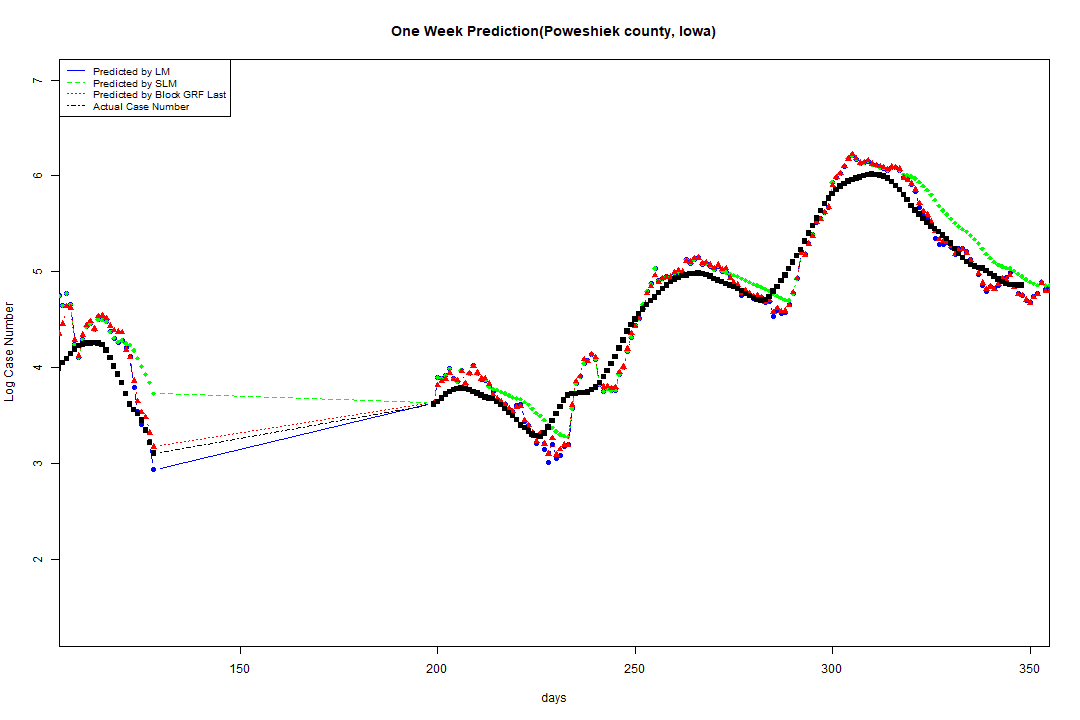 One Week Prediction(Poweshiek county, Iowa)
Predicted by LM
Predicted by SLM
Predicted by Block GRF Last
Actual Case Number
7
6
5
4
3
2
Log Case Number
150 200 250 300 350
days